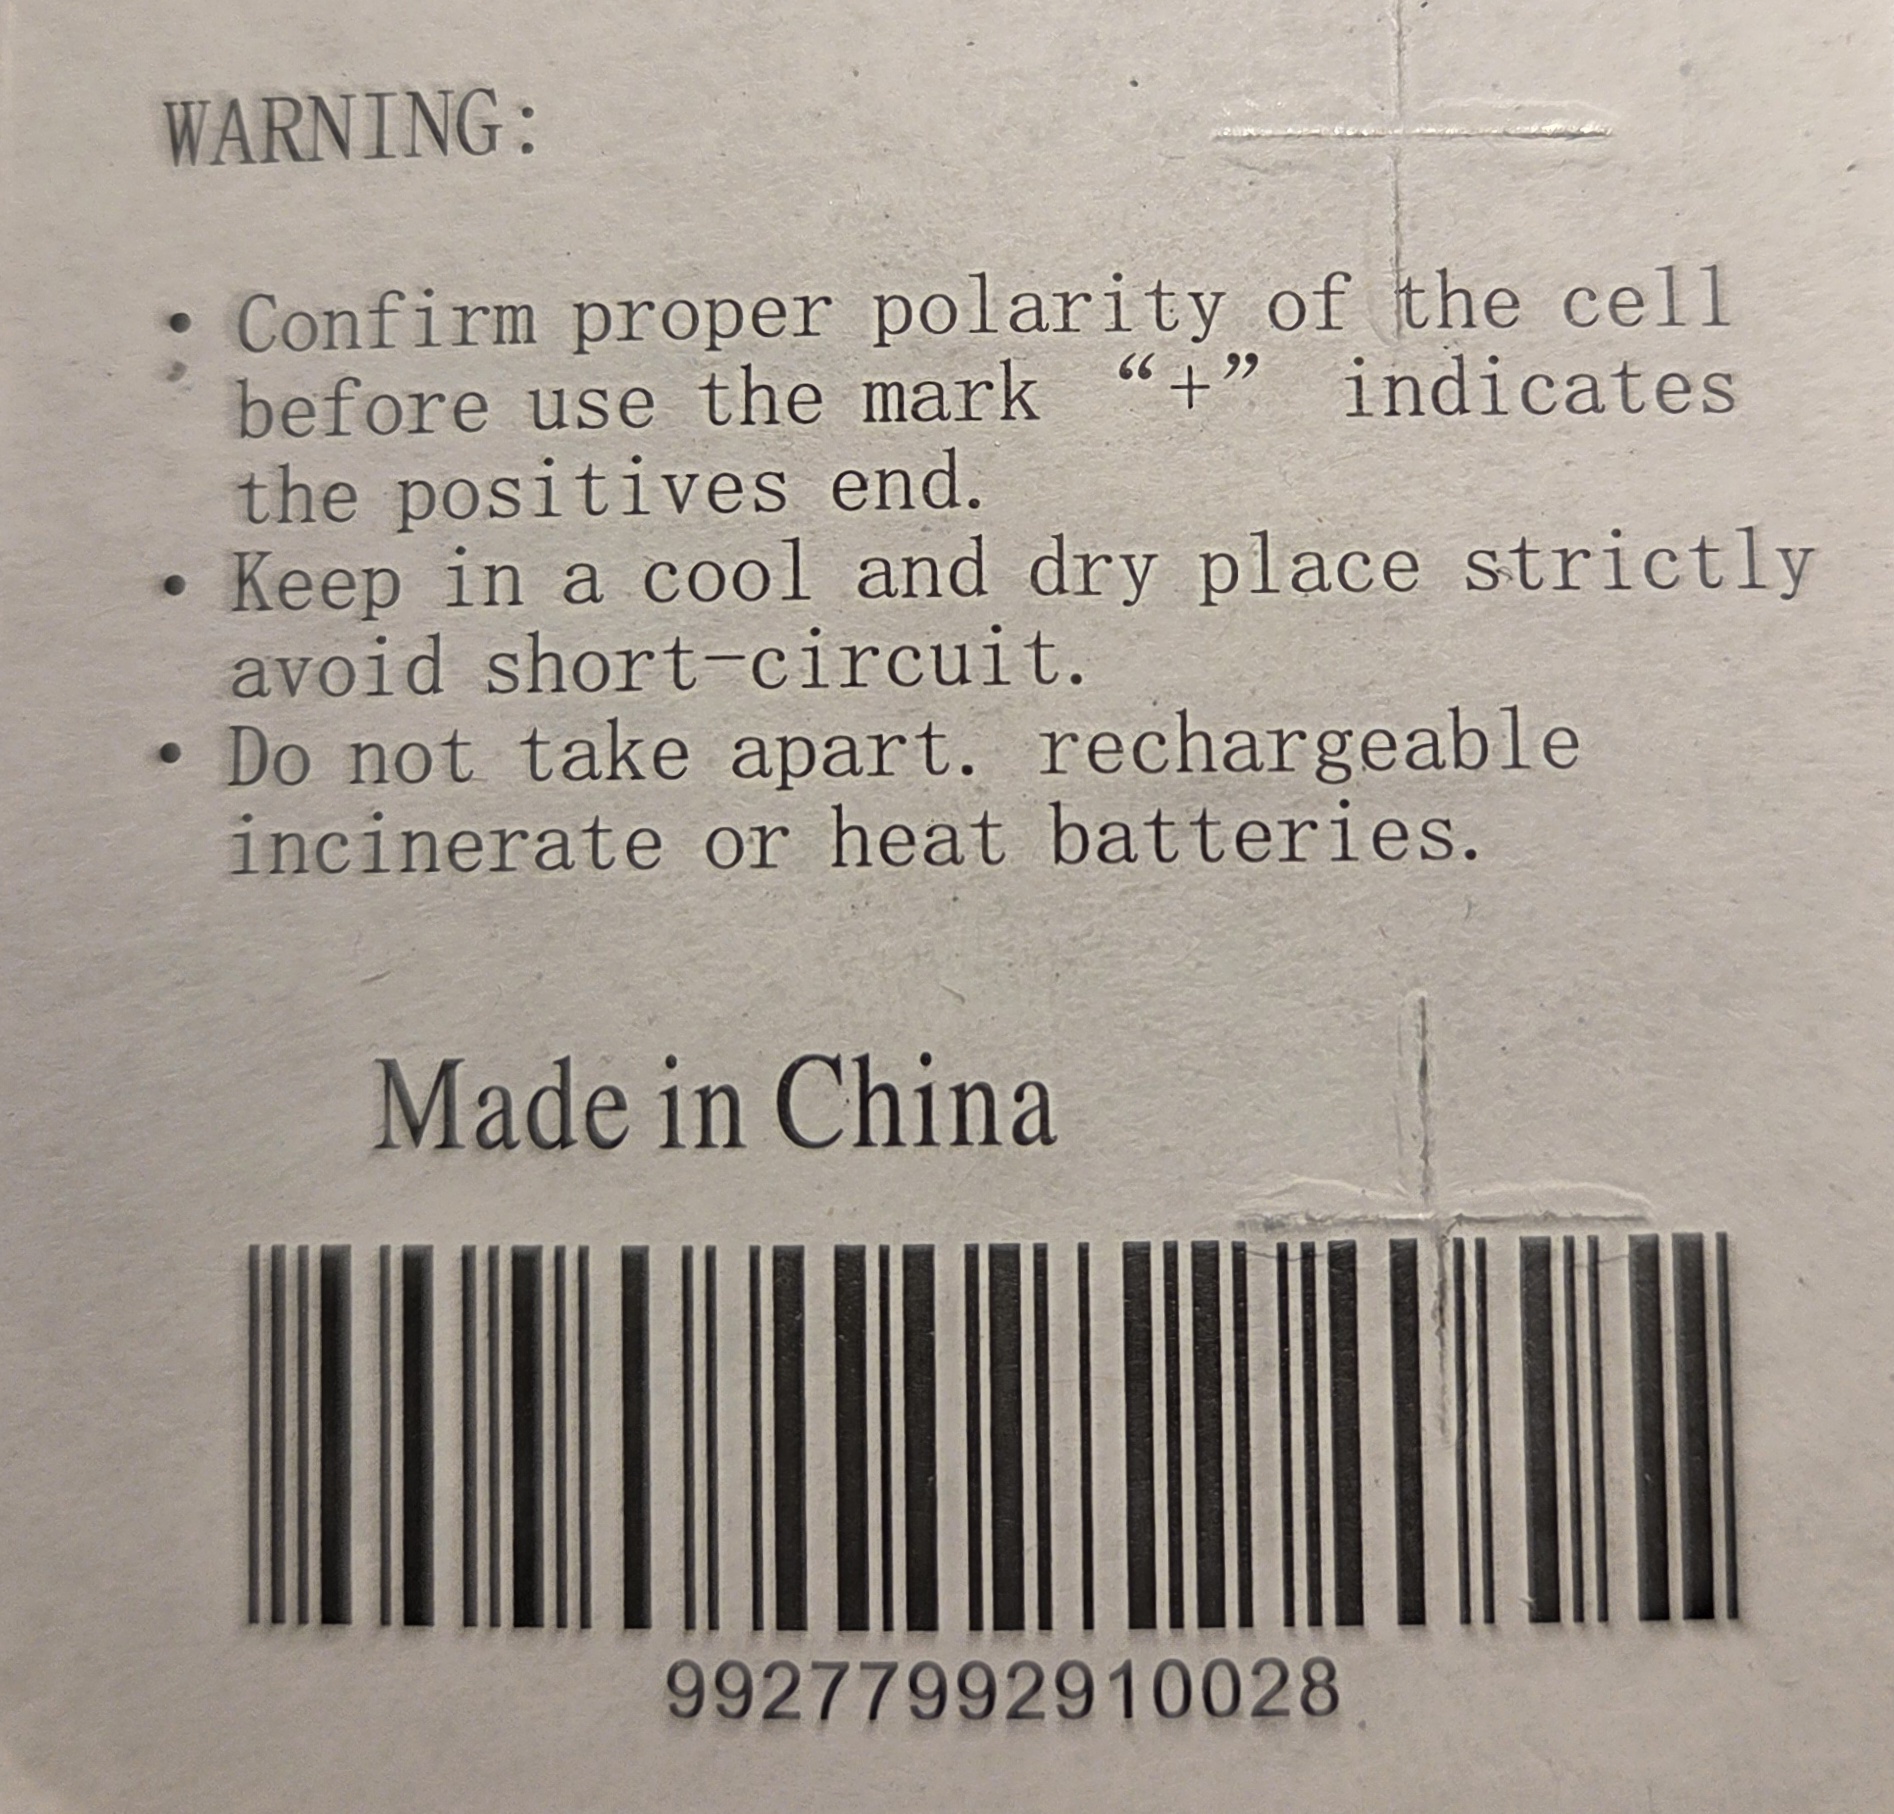 WARNING:
• Confirm proper polarity of the cell
before use the mark “+” indicates
the positives end.
• Keep in a cool and dry place strictly
avoid short-circuit.
• Do not take apart. rechargeable
incinerate or heat batteries.
Made in China
99277992910028